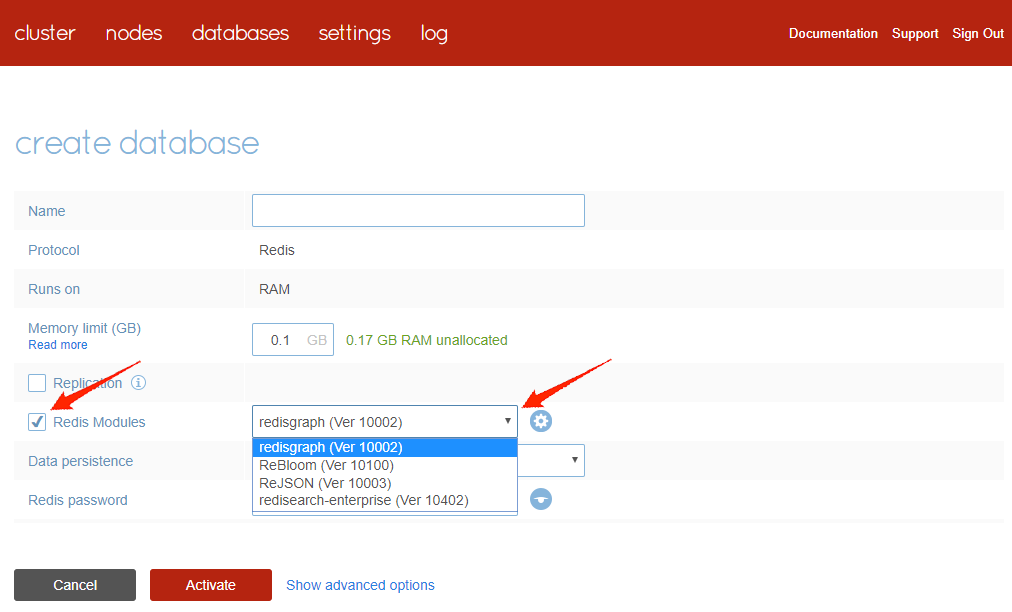 cluster nodes databases settings log Documentation Support Sign Out
create database
Name
Protocol Redis
Runs on RAM
Memory limit (GB)
Read more
0.1 GB 0.17 GB RAM unallocated
Replication
Redis Modules redisgraph (Ver 10002)
redisgraph (Ver 10002)
Data persistence
ReBloom (Ver 10100)
ReJSON (Ver 10003)
Redis password
redisearch-enterprise (Ver 10402)
Cancel Activate Show advanced options